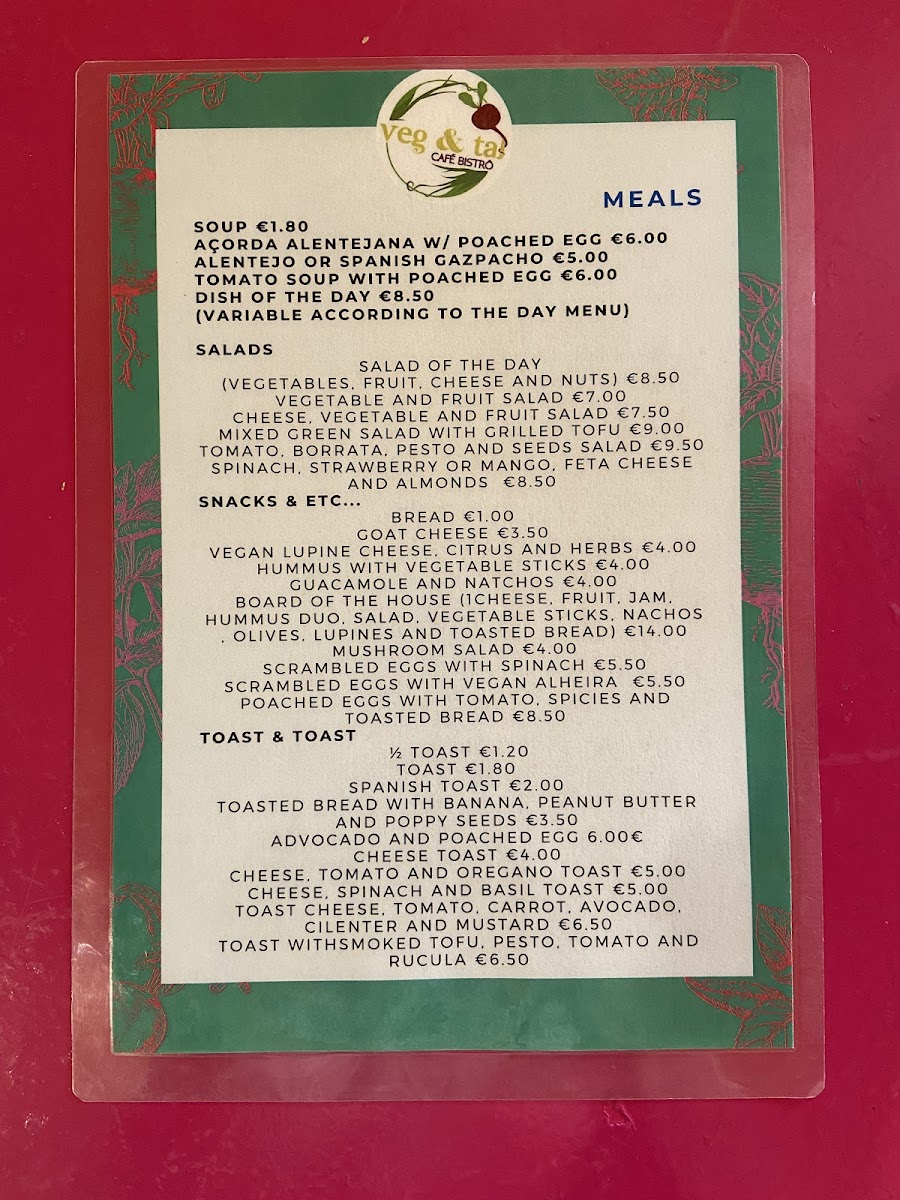 veg & tal
CAFÉ BISTRÔ
MEALS
SOUP €1.80
AÇORDA ALENTEJANA W/ POACHED EGG €6.00
ALENTEJO OR SPANISH GAZPACHO €5.00
TOMATO SOUP WITH POACHED EGG €6.00
DISH OF THE DAY €8.50
(VARIABLE ACCORDING TO THE DAY MENU)
SALADS
SALAD OF THE DAY
(VEGETABLES, FRUIT, CHEESE AND NUTS) €8.50
VEGETABLE AND FRUIT SALAD €7.00
CHEESE, VEGETABLE AND FRUIT SALAD €7.50
MIXED GREEN SALAD WITH GRILLED TOFU €9.00
TOMATO, BORRATA, PESTO AND SEEDS SALAD €9.50
SPINACH, STRAWBERRY OR MANGO, FETA CHEESE
AND ALMONDS €8.50
SNACKS & ETC...
BREAD €1.00
GOAT CHEESE €3.50
VEGAN LUPINE CHEESE, CITRUS AND HERBS €4.00
HUMMUS WITH VEGETABLE STICKS €4.00
GUACAMOLE AND NATCHOS €4.00
BOARD OF THE HOUSE (1CHEESE, FRUIT, JAM,
HUMMUS DUO, SALAD, VEGETABLE STICKS, NACHOS
, OLIVES, LUPINES AND TOASTED BREAD) €14.00
MUSHROOM SALAD €4.00
SCRAMBLED EGGS WITH SPINACH €5.50
SCRAMBLED EGGS WITH VEGAN ALHEIRA €5.50
POACHED EGGS WITH TOMATO, SPICIES AND
TOASTED BREAD €8.50
TOAST & TOAST
½ TOAST €1.20
TOAST €1.80
SPANISH TOAST €2.00
TOASTED BREAD WITH BANANA, PEANUT BUTTER
AND POPPY SEEDS €3.50
ADVOCADO AND POACHED EGG 6.00€
CHEESE TOAST €4.00
CHEESE, TOMATO AND OREGANO TOAST €5.00
CHEESE, SPINACH AND BASIL TOAST €5.00
TOAST CHEESE, TOMATO, CARROT, AVOCADO,
CILENTER AND MUSTARD €6.50
TOAST WITHSMOKED TOFU, PESTO, TOMATO AND
RUCULA €6.50